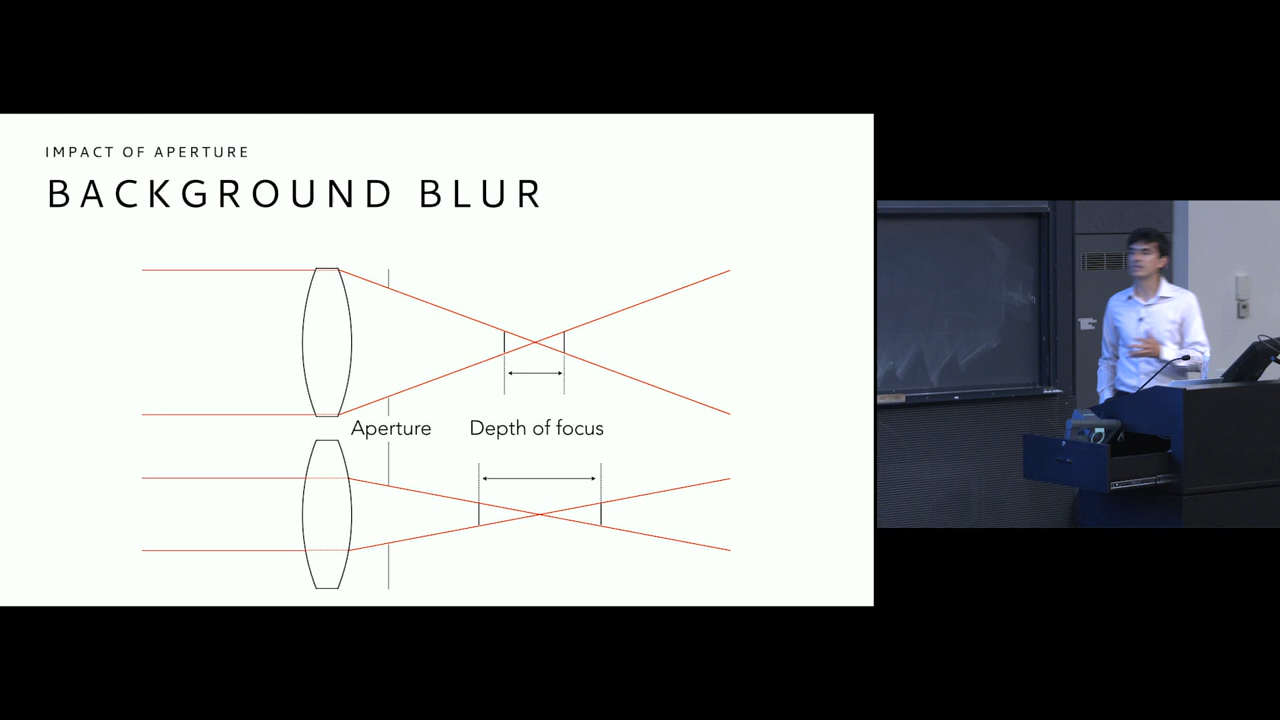 IMPACT OF APERTURE
BACKGROUND BLUR
Aperture
Depth of focus